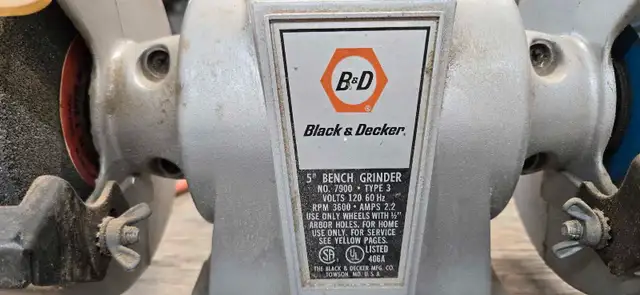 B&D
®
Black & Decker®
5" BENCH GRINDER
NO. 7900 • TYPE 3
VOLTS 120 60 Hz
RPM 3600 • AMPS 2.2
USE ONLY WHEELS WITH ½"
ARBOR HOLES. FOR HOME
USE ONLY. FOR SERVICE
SEE YELLOW PAGES.
SA UL LISTED
406A
THE BLACK & DECKER MFG. CO.
TOWSON, MD. U.S.A.